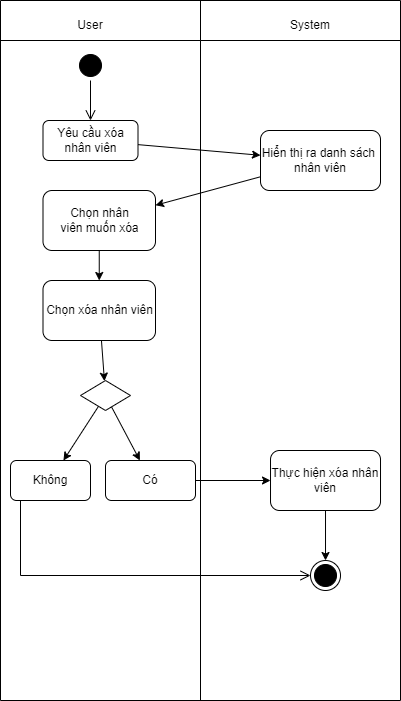 User
System
Yêu cầu xóa
nhân viên
Hiển thị ra danh sách
nhân viên
Chọn nhân
viên muốn xóa
Chọn xóa nhân viên
Không
Có
Thực hiện xóa nhân
viên